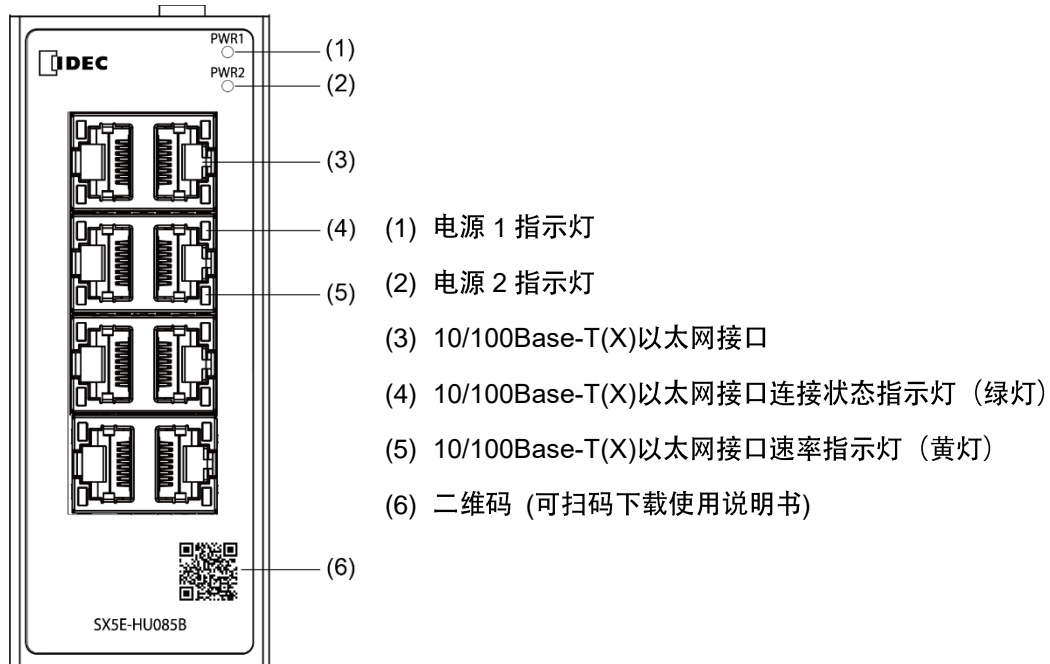 PWR1
IDEC
PWR2
(1)
(2)
(3)
(4)
(5)
(6)
SX5E-HU085B
(1) 电源 1 指示灯
(2) 电源 2 指示灯
(3) 10/100Base-T(X)以太网接口
(4) 10/100Base-T(X)以太网接口连接状态指示灯（绿灯）
(5) 10/100Base-T(X)以太网接口速率指示灯（黄灯）
(6) 二维码 (可扫码下载使用说明书)